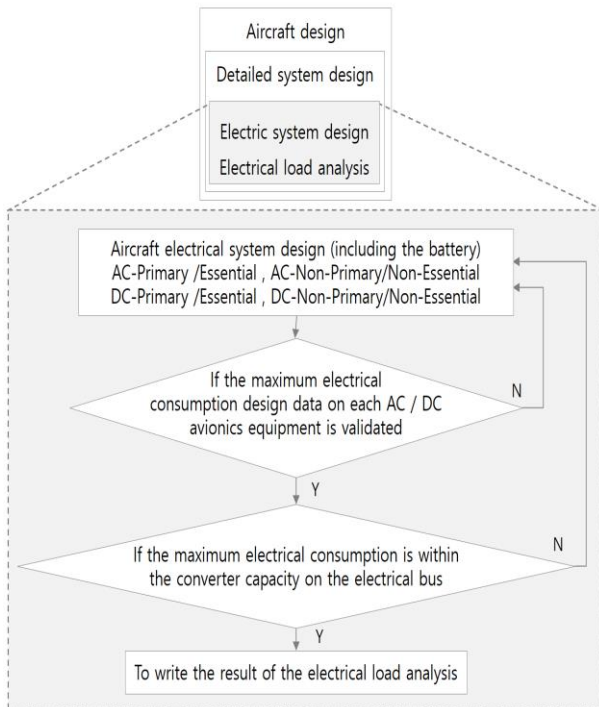 Aircraft design
Detailed system design
Electric system design
Electrical load analysis
Aircraft electrical system design (including the battery)
AC-Primary /Essential , AC-Non-Primary/Non-Essential
DC-Primary /Essential , DC-Non-Primary/Non-Essential
If the maximum electrical
consumption design data on each AC / DC
avionics equipment is validated
N
Y
If the maximum electrical consumption is within
the converter capacity on the electrical bus
N
Y
To write the result of the electrical load analysis